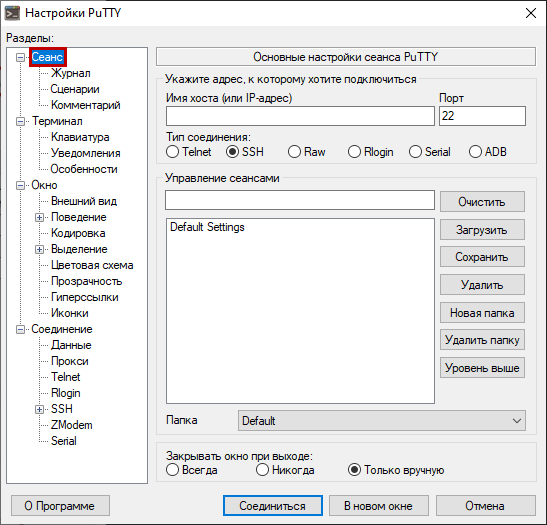 Настройки PuTTY
Разделы:
Сеанс
Журнал
Сценарии
Комментарий
Терминал
Клавиатура
Уведомления
Особенности
Окно
Внешний вид
Поведение
Кодировка
Выделение
Цветовая схема
Прозрачность
Гиперссылки
Иконки
Соединение
Данные
Прокси
Telnet
Rlogin
SSH
ZModem
Serial
Основные настройки сеанса PuTTY
Укажите адрес, к которому хотите подключиться
Имя хоста (или IP-адрес) Порт
22
Тип соединения:
Telnet SSH Raw Rlogin Serial ADB
Управление сеансами
Очистить
Default Settings
Загрузить
Сохранить
Удалить
Новая папка
Удалить папку
Уровень выше
Папка Default
Закрывать окно при выходе:
Всегда Никогда Только вручную
О Программе Соединиться В новом окне Отмена